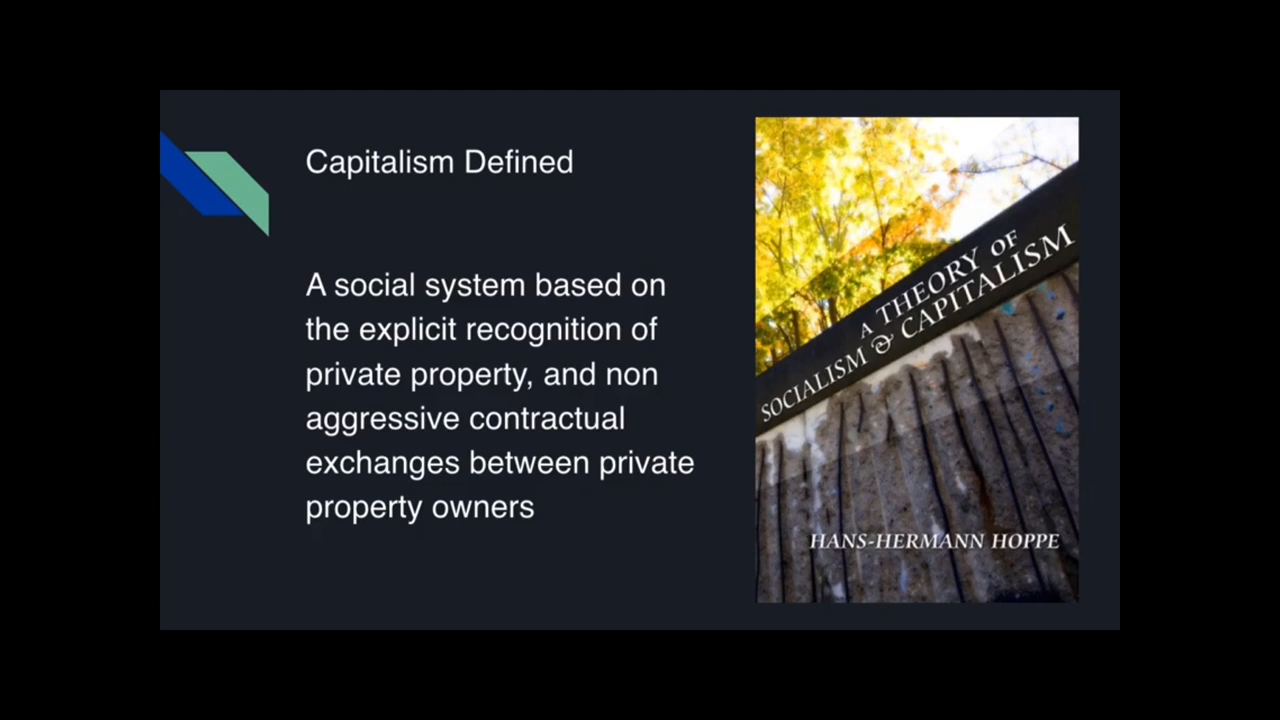 Capitalism Defined
A social system based on
the explicit recognition of
private property, and non
aggressive contractual
exchanges between private
property owners
A THEORY OF
SOCIALISM & CAPITALISM
HANS-HERMANN HOPPE